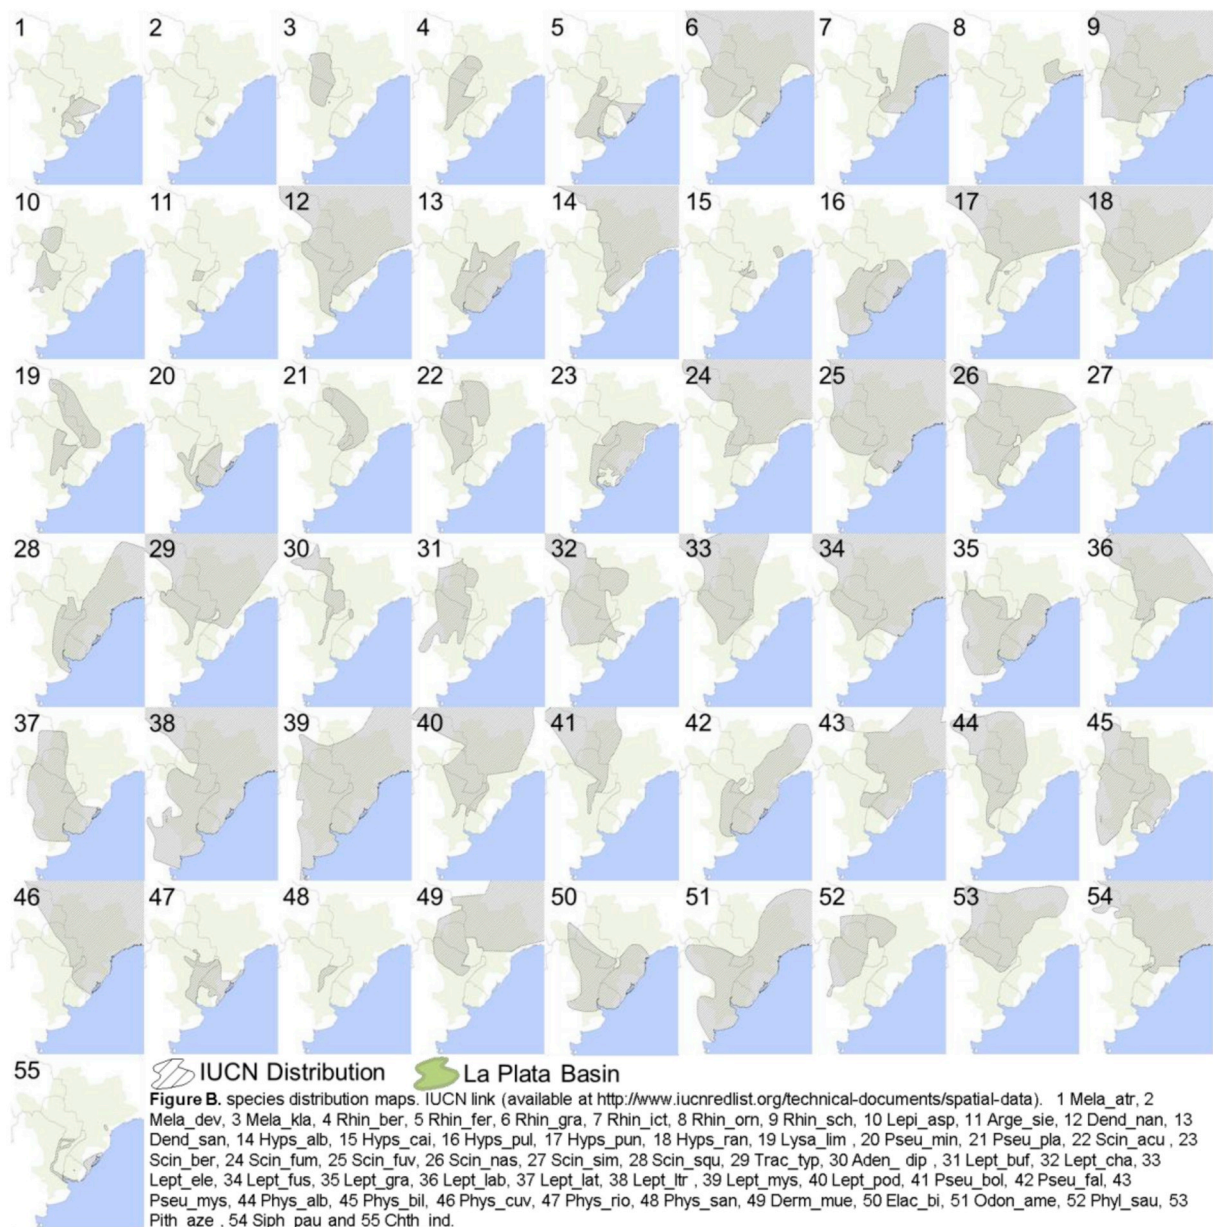 1 2 3 4 5 6 7 8 9
10 11 12 13 14 15 16 17 18
19 20 21 22 23 24 25 26 27
28 29 30 31 32 33 34 35 36
37 38 39 40 41 42 43 44 45
46 47 48 49 50 51 52 53 54
55
IUCN Distribution La Plata Basin
Figure B. species distribution maps. IUCN link (available at http://www.iucnredlist.org/technical-documents/spatial-data). 1 Mela_atr, 2
Mela_dev, 3 Mela_kla, 4 Rhin_ber, 5 Rhin_fer, 6 Rhin_gra, 7 Rhin_ict, 8 Rhin_orn, 9 Rhin_sch, 10 Lepi_asp, 11 Arge_sie, 12 Dend_nan, 13
Dend_san, 14 Hyps_alb, 15 Hyps_cai, 16 Hyps_pul, 17 Hyps_pun, 18 Hyps_ran, 19 Lysa_lim , 20 Pseu_min, 21 Pseu_pla, 22 Scin_acu , 23
Scin_ber, 24 Scin_fum, 25 Scin_fuv, 26 Scin_nas, 27 Scin_sim, 28 Scin_squ, 29 Trac_typ, 30 Aden_ dip , 31 Lept_buf, 32 Lept_cha, 33
Lept_ele, 34 Lept_fus, 35 Lept_gra, 36 Lept_lab, 37 Lept_lat, 38 Lept_ltr , 39 Lept_mys, 40 Lept_pod, 41 Pseu_bol, 42 Pseu_fal, 43
Pseu_mys, 44 Phys_alb, 45 Phys_bil, 46 Phys_cuv, 47 Phys_rio, 48 Phys_san, 49 Derm_mue, 50 Elac_bi, 51 Odon_ame, 52 Phyl_sau, 53
Pith_aze , 54 Siph_pau and 55 Chth_ind.